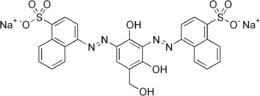 O O
O S OH S O
Na⁺ ⁻O O⁻ Na⁺
N N N N
OH
OH